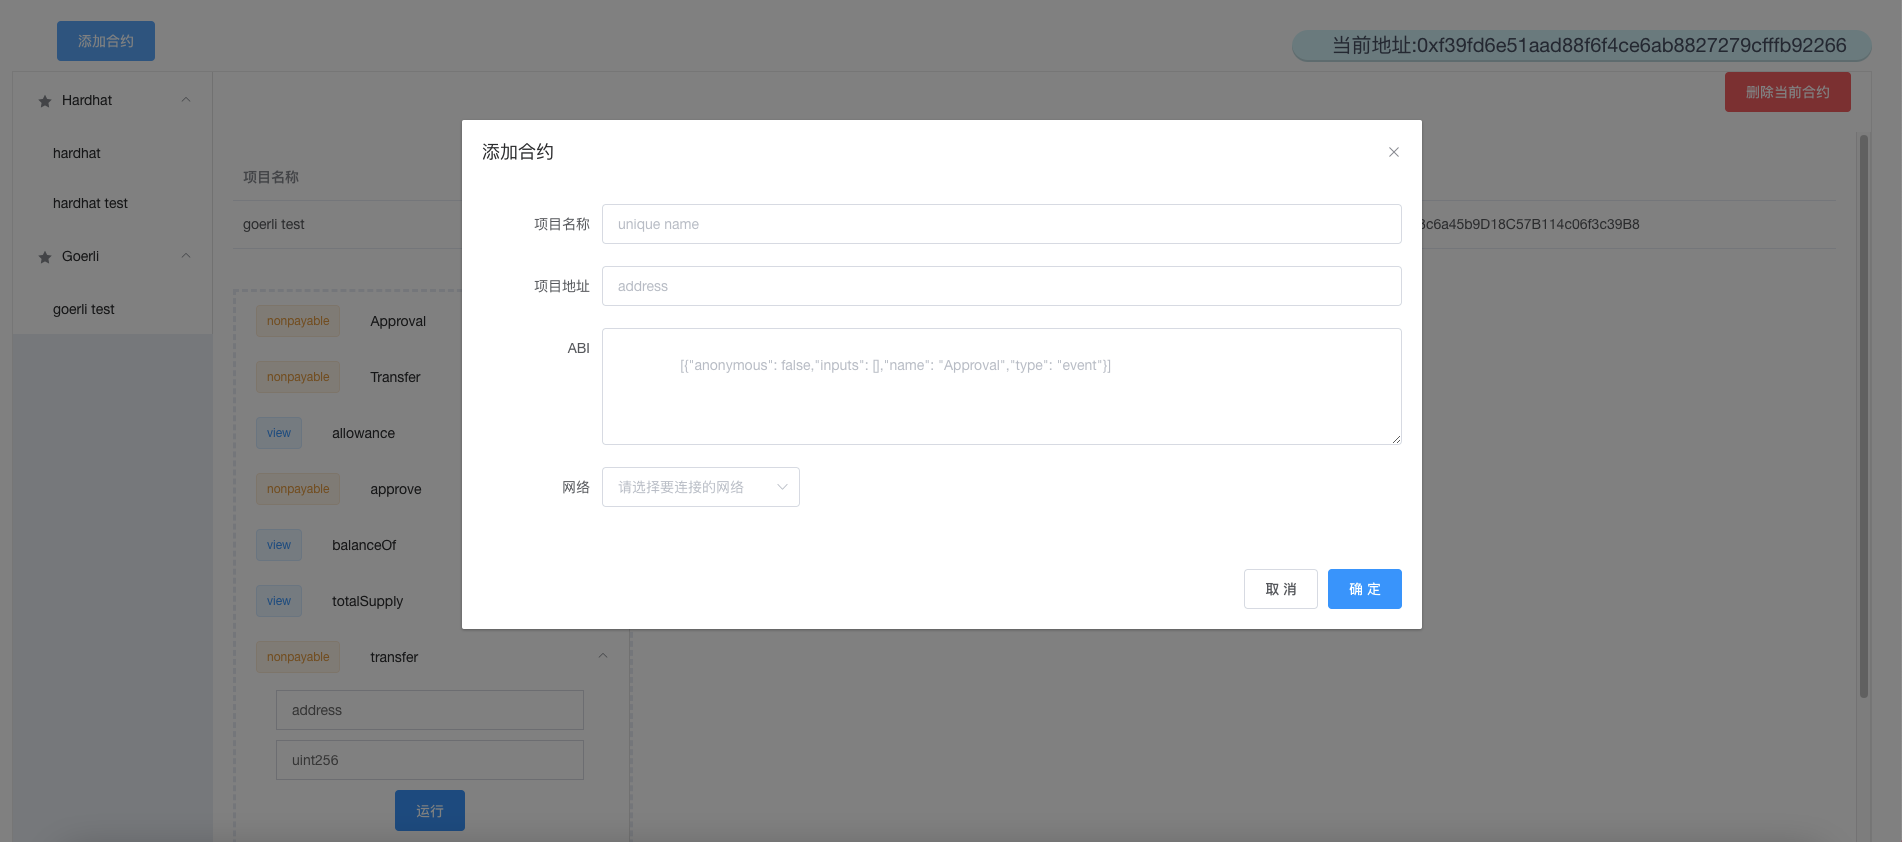 添加合约
当前地址:0xf39fd6e51aad88f6f4ce6ab8827279cfffb92266
Hardhat
删除当前合约
hardhat
hardhat test
Goerli
goerli test
项目名称
goerli test
c6a45b9D18C57B114c06f3c39B8
nonpayable Approval
nonpayable Transfer
view allowance
nonpayable approve
view balanceOf
view totalSupply
nonpayable transfer
address
uint256
运行
添加合约
项目名称 unique name
项目地址 address
ABI [{"anonymous": false,"inputs": [],"name": "Approval","type": "event"}]
网络 请选择要连接的网络
取 消 确 定